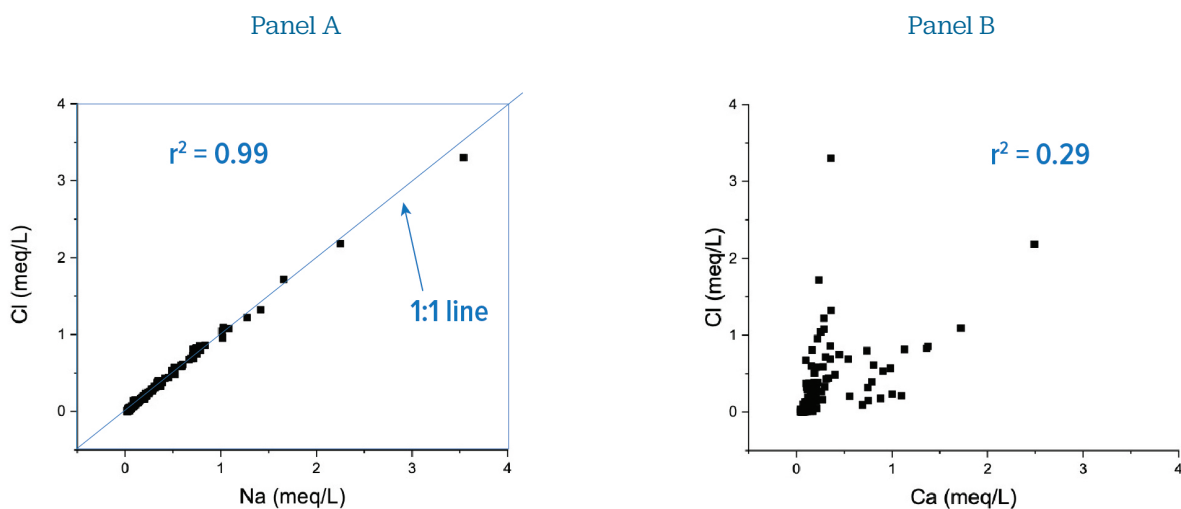 Panel A
r² = 0.99
1:1 line
Cl (meq/L)
4
3
2
1
0
0 1 2 3 4
Na (meq/L)
Panel B
r² = 0.29
Cl (meq/L)
4
3
2
1
0
0 1 2 3 4
Ca (meq/L)